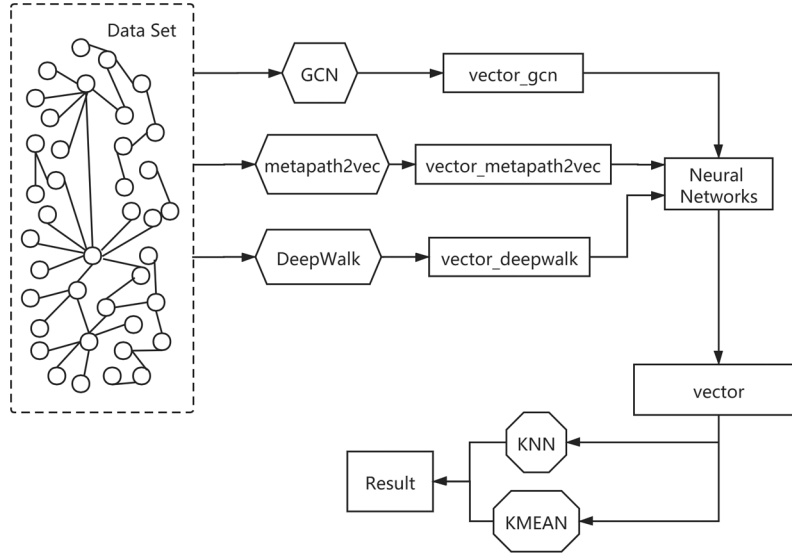 Data Set
GCN
vector_gcn
metapath2vec
vector_metapath2vec
Neural
Networks
DeepWalk
vector_deepwalk
vector
KNN
Result
KMEAN